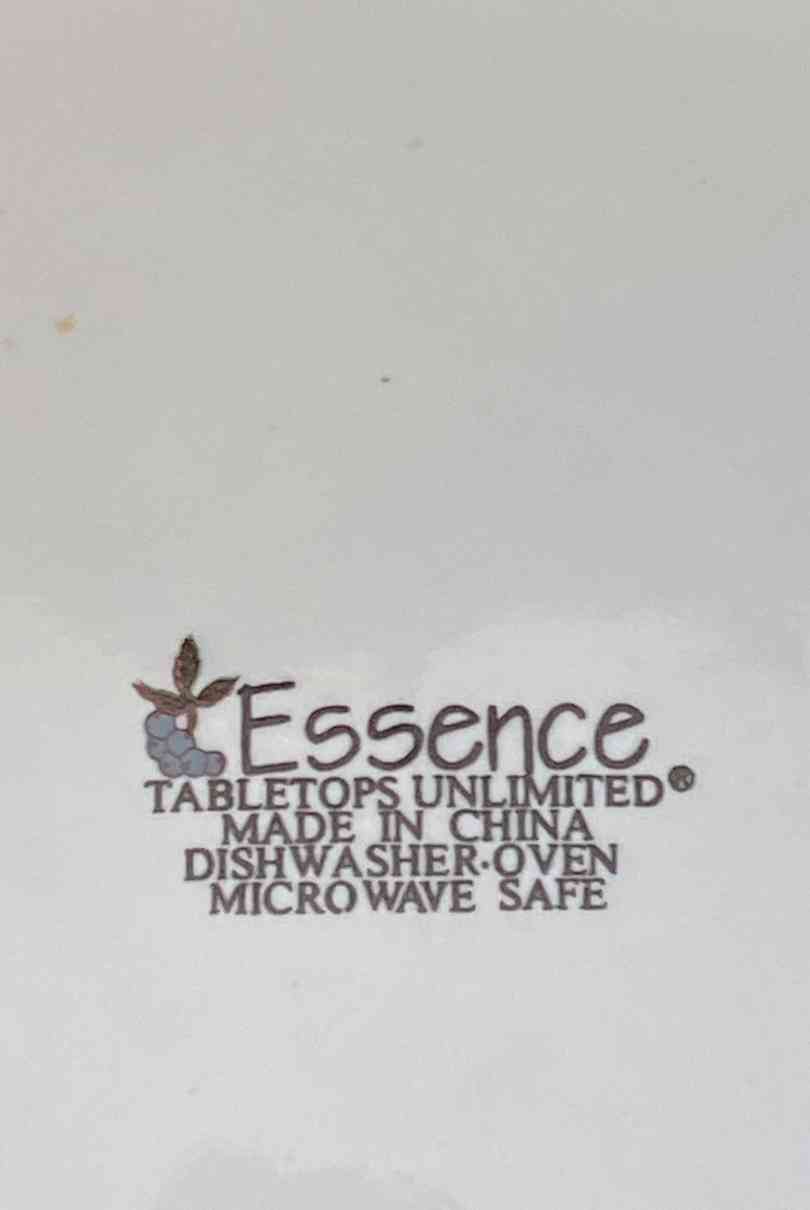 Essence
TABLETOPS UNLIMITED®
MADE IN CHINA
DISHWASHER·OVEN
MICROWAVE SAFE